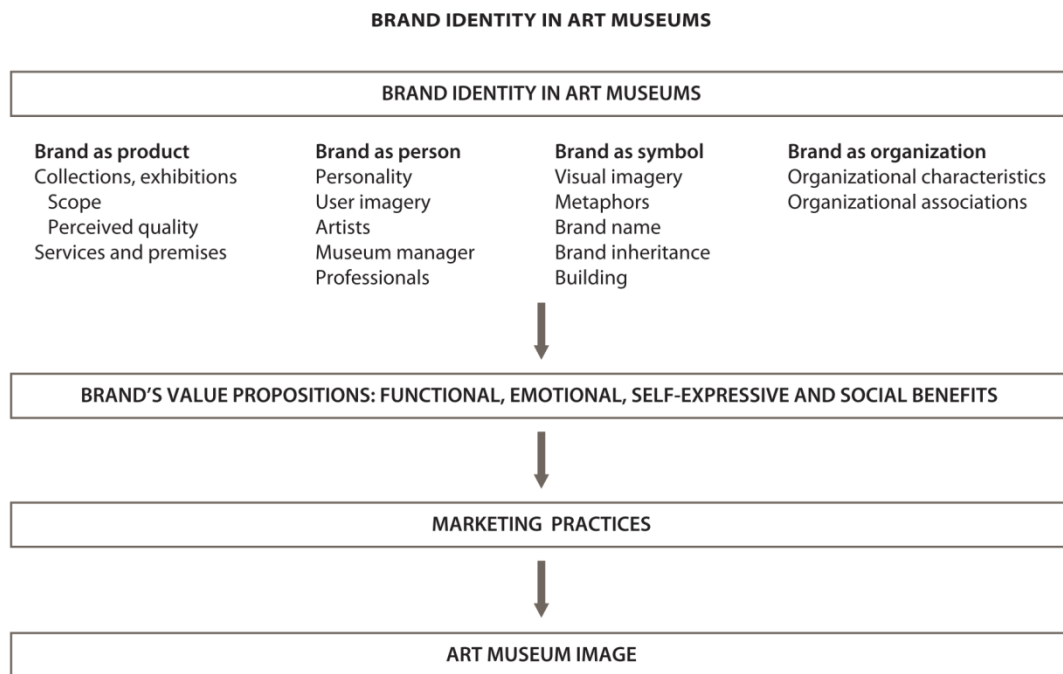 BRAND IDENTITY IN ART MUSEUMS
BRAND IDENTITY IN ART MUSEUMS
Brand as product
Collections, exhibitions
Scope
Perceived quality
Services and premises
Brand as person
Personality
User imagery
Artists
Museum manager
Professionals
Brand as symbol
Visual imagery
Metaphors
Brand name
Brand inheritance
Building
Brand as organization
Organizational characteristics
Organizational associations
BRAND’S VALUE PROPOSITIONS: FUNCTIONAL, EMOTIONAL, SELF-EXPRESSIVE AND SOCIAL BENEFITS
MARKETING PRACTICES
ART MUSEUM IMAGE